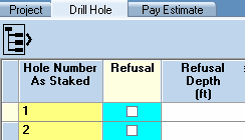 Project Drill Hole Pay Estimate
Hole Number Refusal Refusal
As Staked Depth
(ft)
1
2